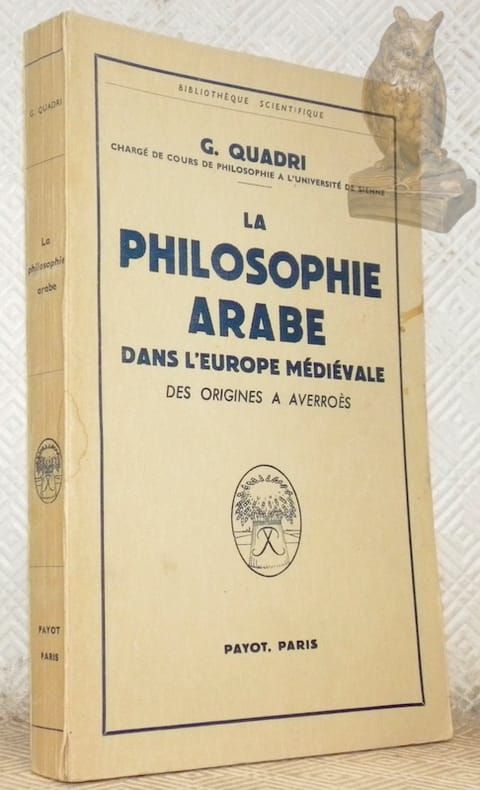 BIBLIOTHÈQUE SCIENTIFIQUE
G. QUADRI
CHARGÉ DE COURS DE PHILOSOPHIE A L'UNIVERSITÉ DE SIENNE
LA
PHILOSOPHIE
ARABE
DANS L'EUROPE MÉDIÉVALE
DES ORIGINES A AVERROÈS
PAYOT, PARIS
G. QUADRI
La
philosophie
arabe
PAYOT
PARIS